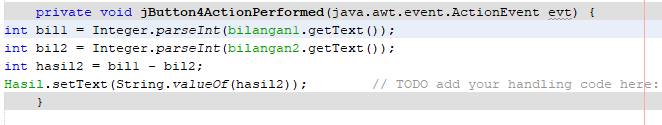 private void jButton4ActionPerformed(java.awt.event.ActionEvent evt) {
int bil1 = Integer.parseInt(bilangan1.getText());
int bil2 = Integer.parseInt(bilangan2.getText());
int hasil2 = bil1 - bil2;
Hasil.setText(String.valueOf(hasil2));        // TODO add your handling code here:
}